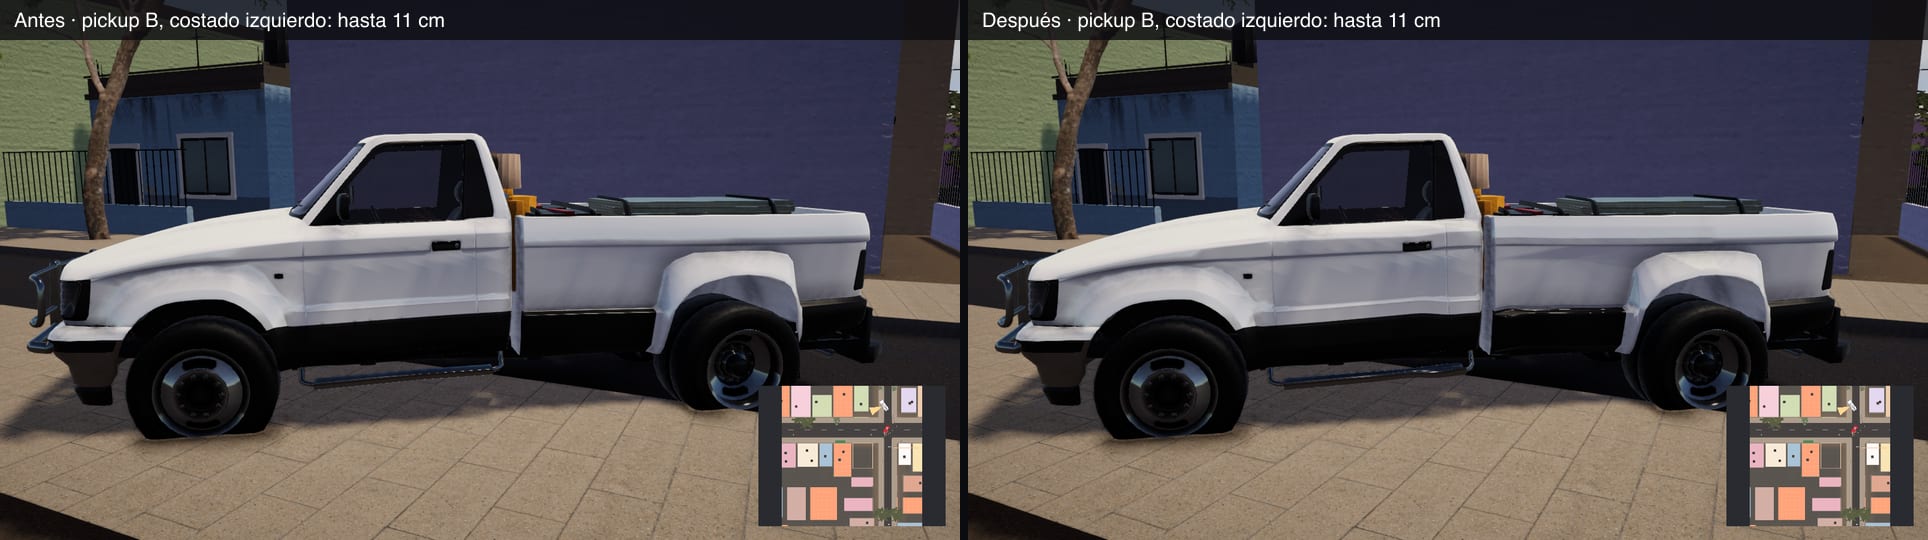 Antes · pickup B, costado izquierdo: hasta 11 cm
Después · pickup B, costado izquierdo: hasta 11 cm